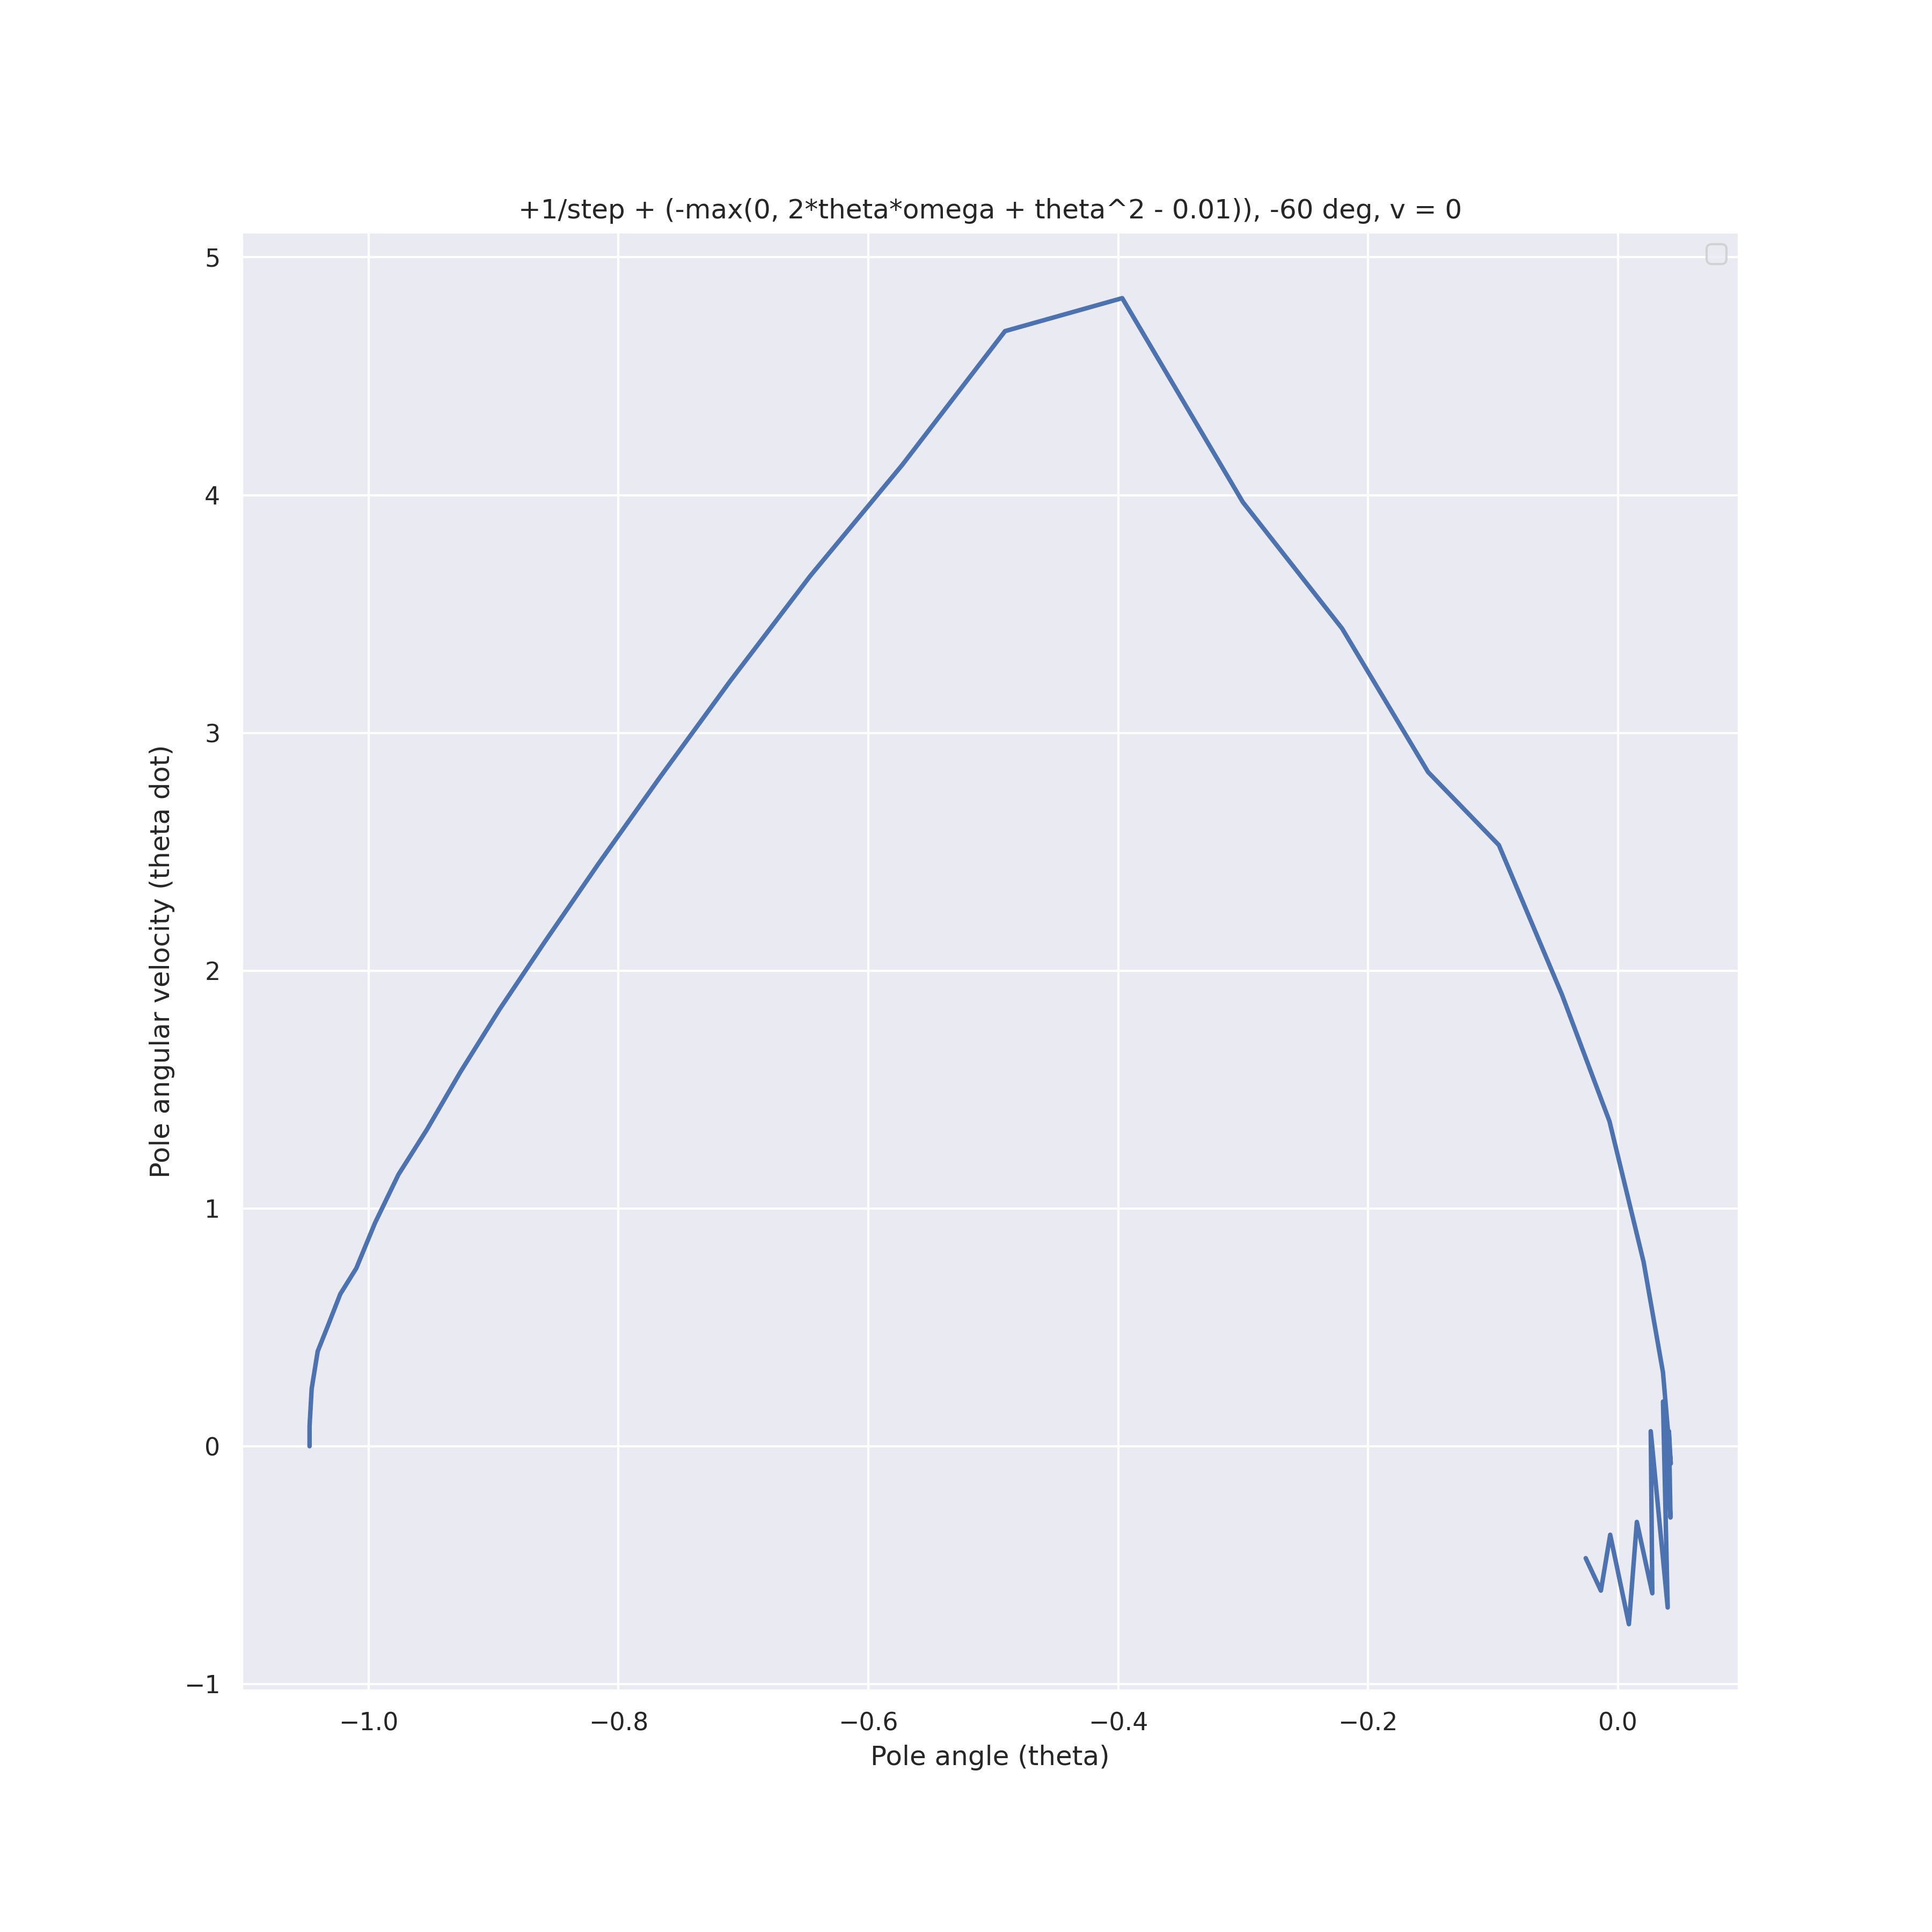 +1/step + (-max(0, 2*theta*omega + theta^2 - 0.01)), -60 deg, v = 0
5
4
3
2
1
0
−1
Pole angular velocity (theta dot)
−1.0 −0.8 −0.6 −0.4 −0.2 0.0
Pole angle (theta)